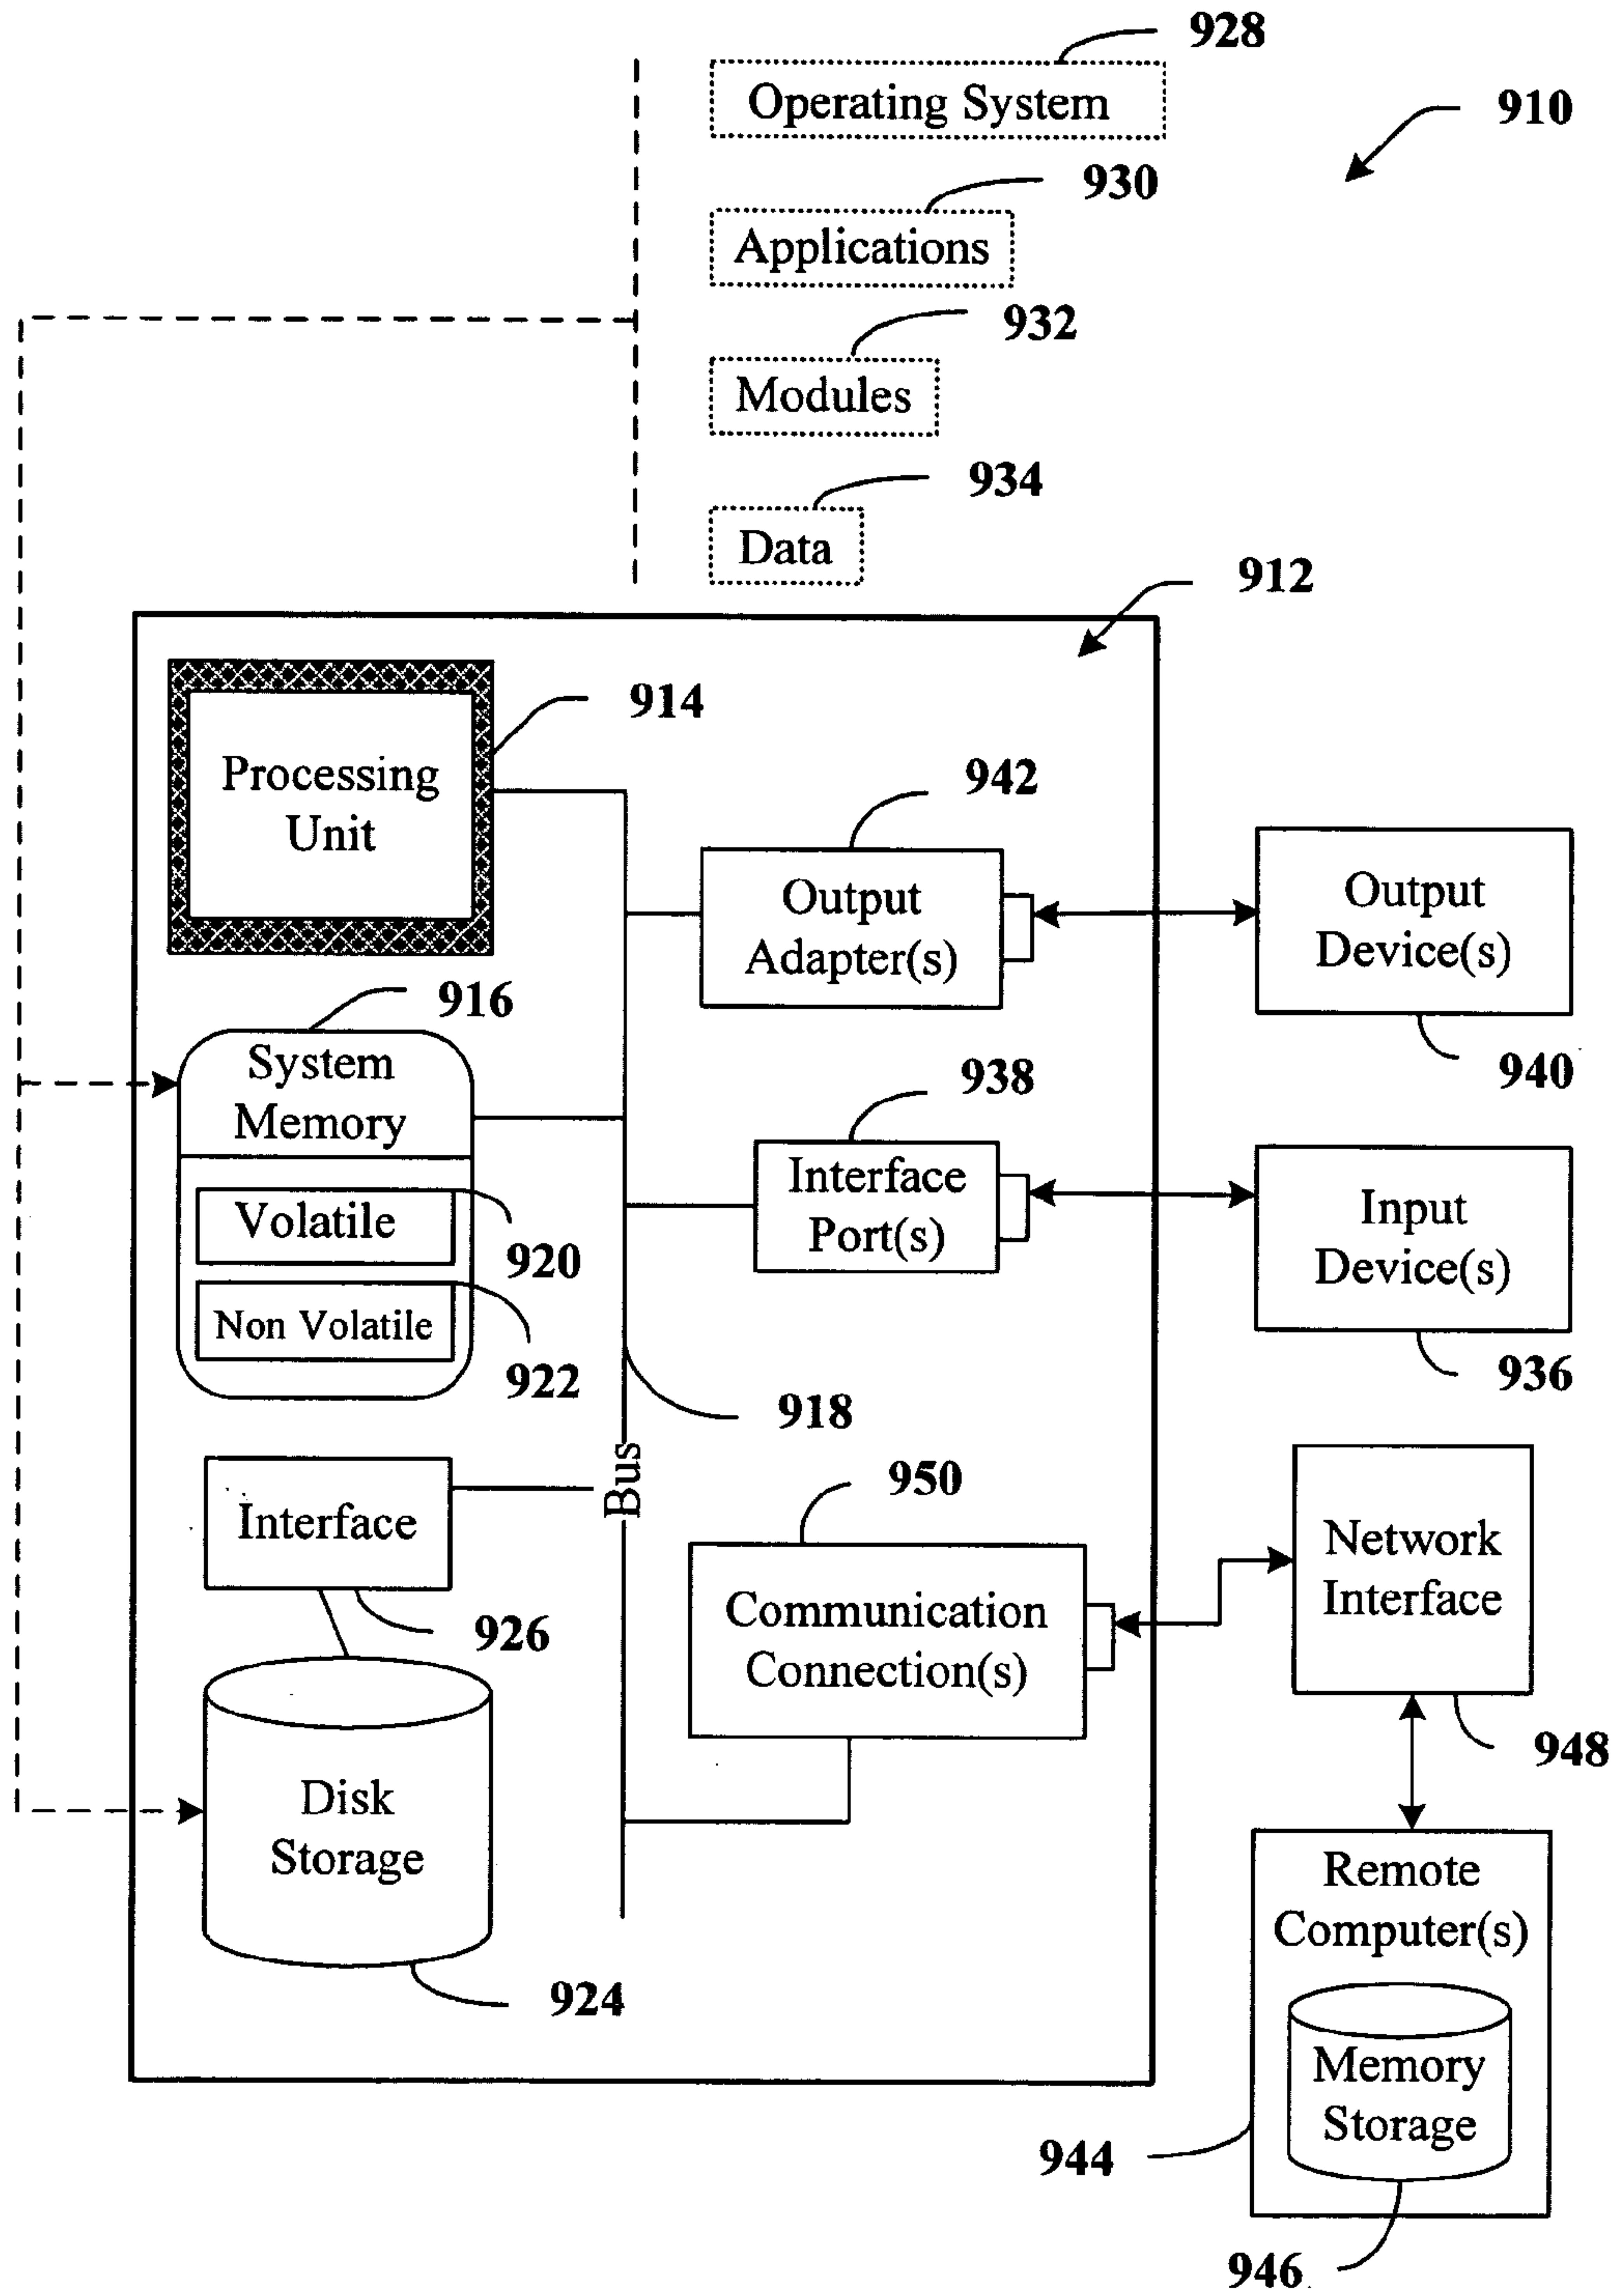 928
Operating System
910
930
Applications
932
Modules
934
Data
912
914
Processing
Unit
942
Output
Adapter(s)
Output
Device(s)
940
916
System
Memory
938
Interface
Port(s)
Input
Device(s)
936
Volatile
920
Non Volatile
922
918
Bus
950
Interface
926
Communication
Connection(s)
Network
Interface
948
Disk
Storage
924
Remote
Computer(s)
Memory
Storage
944
946